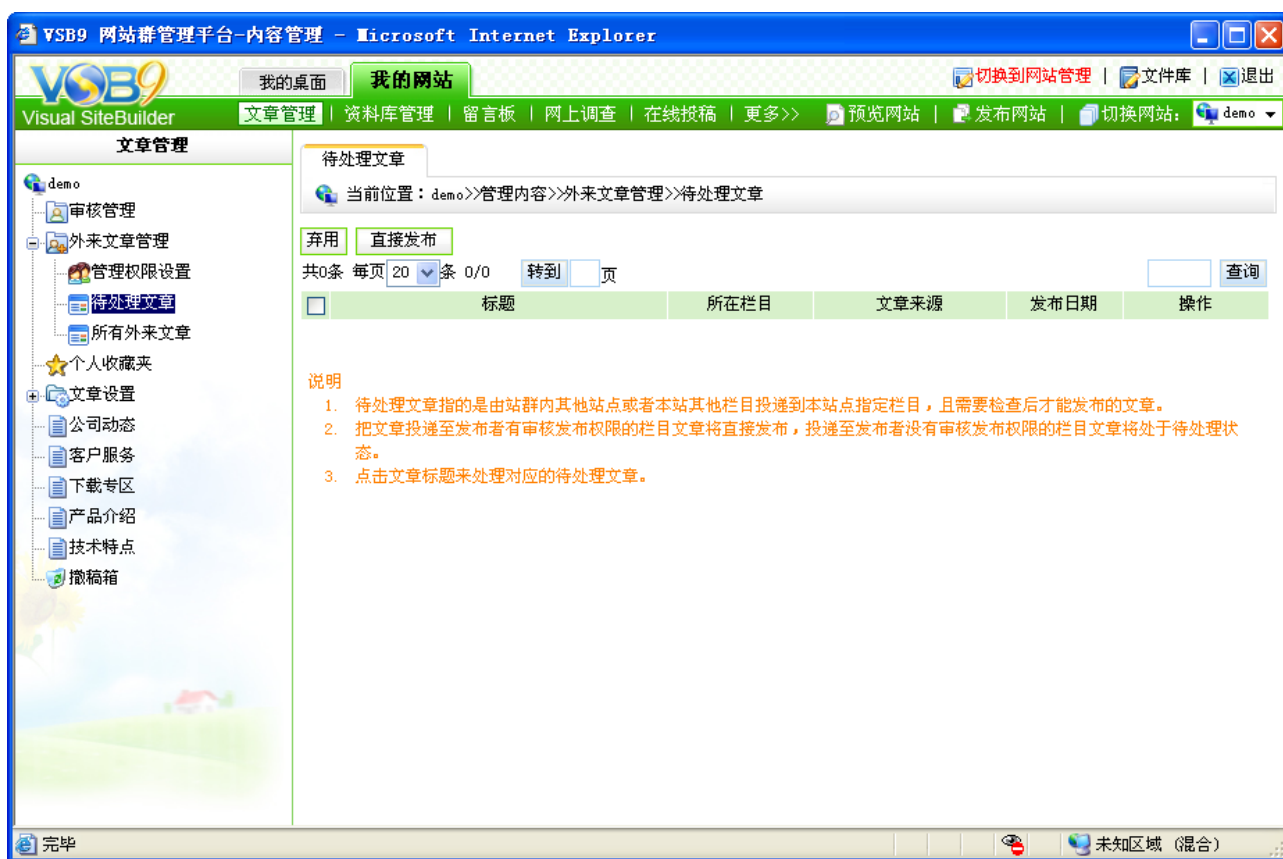 VSB9 网站群管理平台-内容管理 - Microsoft Internet Explorer
VSB9
Visual SiteBuilder
我的桌面 我的网站
切换到网站管理 | 文件库 | 退出
文章管理 | 资料库管理 | 留言板 | 网上调查 | 在线投稿 | 更多>> 预览网站 | 发布网站 | 切换网站: demo
文章管理
demo
审核管理
外来文章管理
管理权限设置
待处理文章
所有外来文章
个人收藏夹
文章设置
公司动态
客户服务
下载专区
产品介绍
技术特点
撤稿箱
待处理文章
当前位置：demo>>管理内容>>外来文章管理>>待处理文章
弃用 直接发布
共0条 每页 20 条 0/0 转到 页 查询
标题 所在栏目 文章来源 发布日期 操作
说明
1. 待处理文章指的是由站群内其他站点或者本站其他栏目投递到本站点指定栏目，且需要检查后才能发布的文章。
2. 把文章投递至发布者有审核发布权限的栏目文章将直接发布，投递至发布者没有审核发布权限的栏目文章将处于待处理状
态。
3. 点击文章标题来处理对应的待处理文章。
完毕
未知区域 (混合)